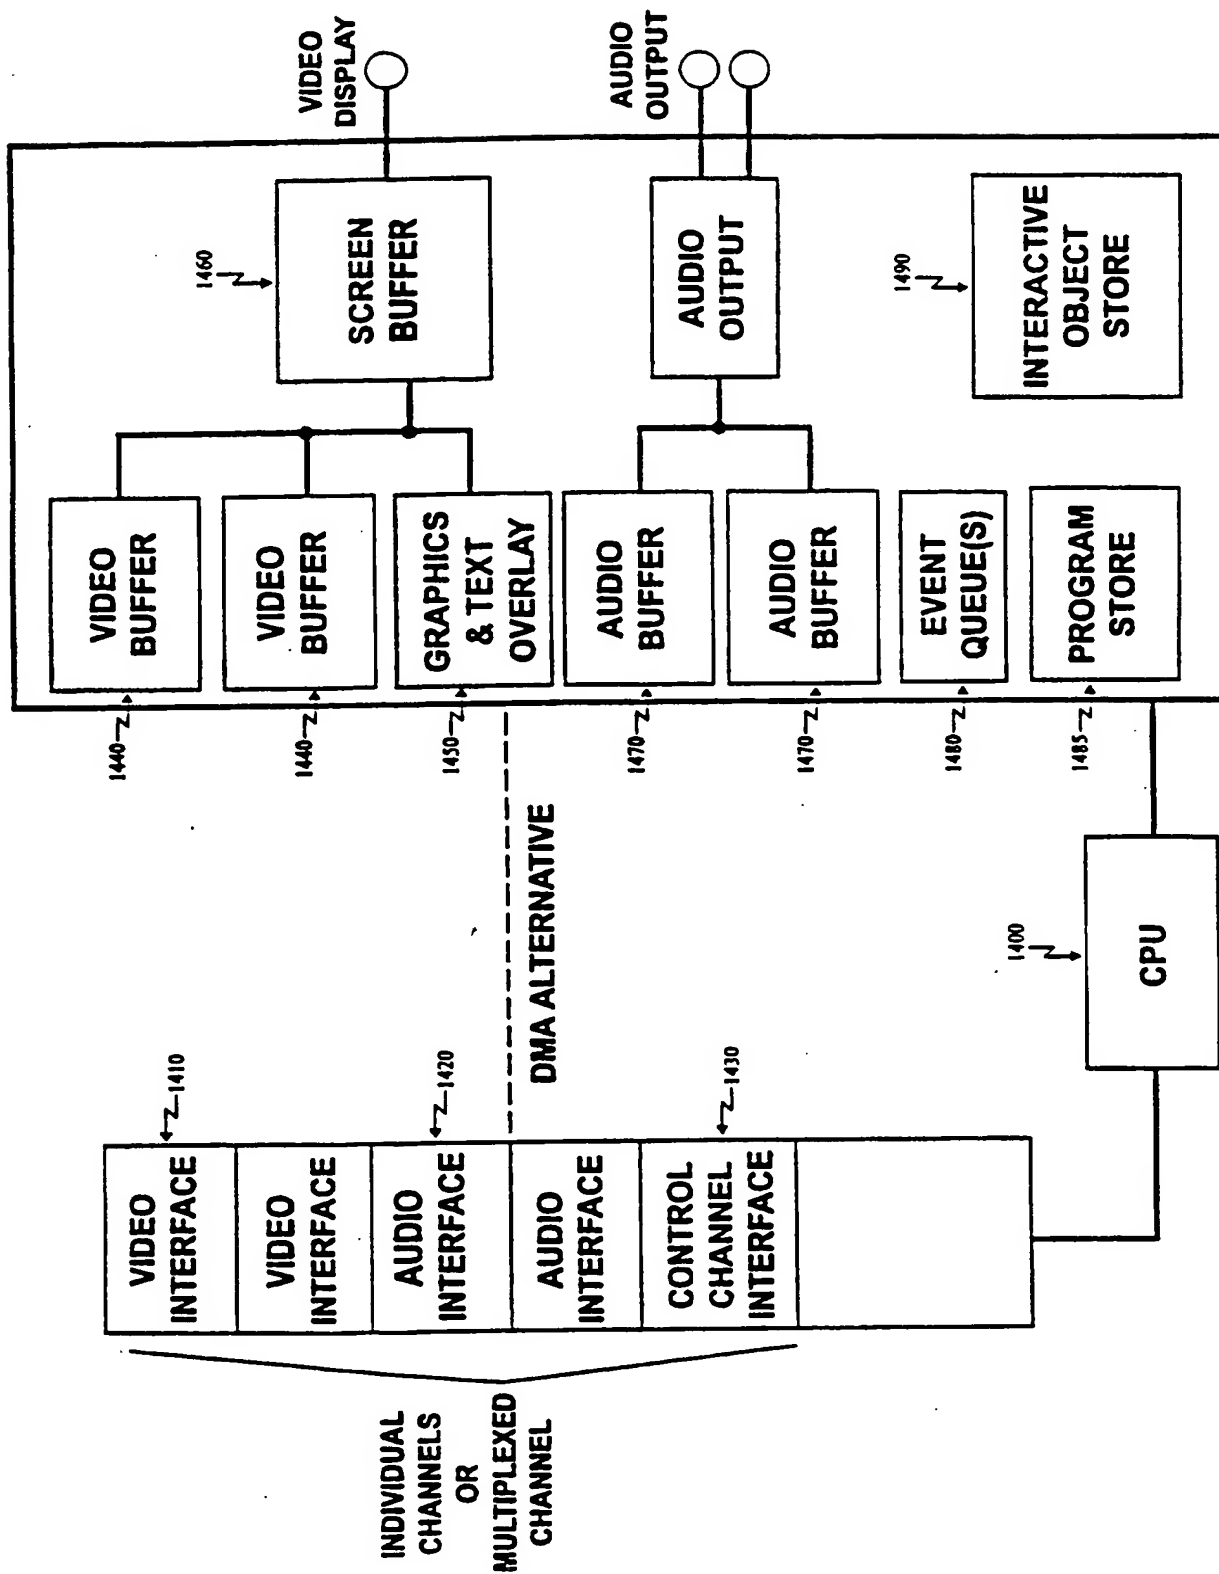 INDIVIDUAL
CHANNELS
OR
MULTIPLEXED
CHANNEL
VIDEO
INTERFACE
1410
VIDEO
INTERFACE
AUDIO
INTERFACE
1420
AUDIO
INTERFACE
CONTROL
CHANNEL
INTERFACE
1430
DMA ALTERNATIVE
1400
CPU
1440
VIDEO
BUFFER
1440
VIDEO
BUFFER
1450
GRAPHICS
& TEXT
OVERLAY
1470
AUDIO
BUFFER
1470
AUDIO
BUFFER
1480
EVENT
QUEUE(S)
1485
PROGRAM
STORE
1460
SCREEN
BUFFER
AUDIO
OUTPUT
1490
INTERACTIVE
OBJECT
STORE
VIDEO
DISPLAY
AUDIO
OUTPUT